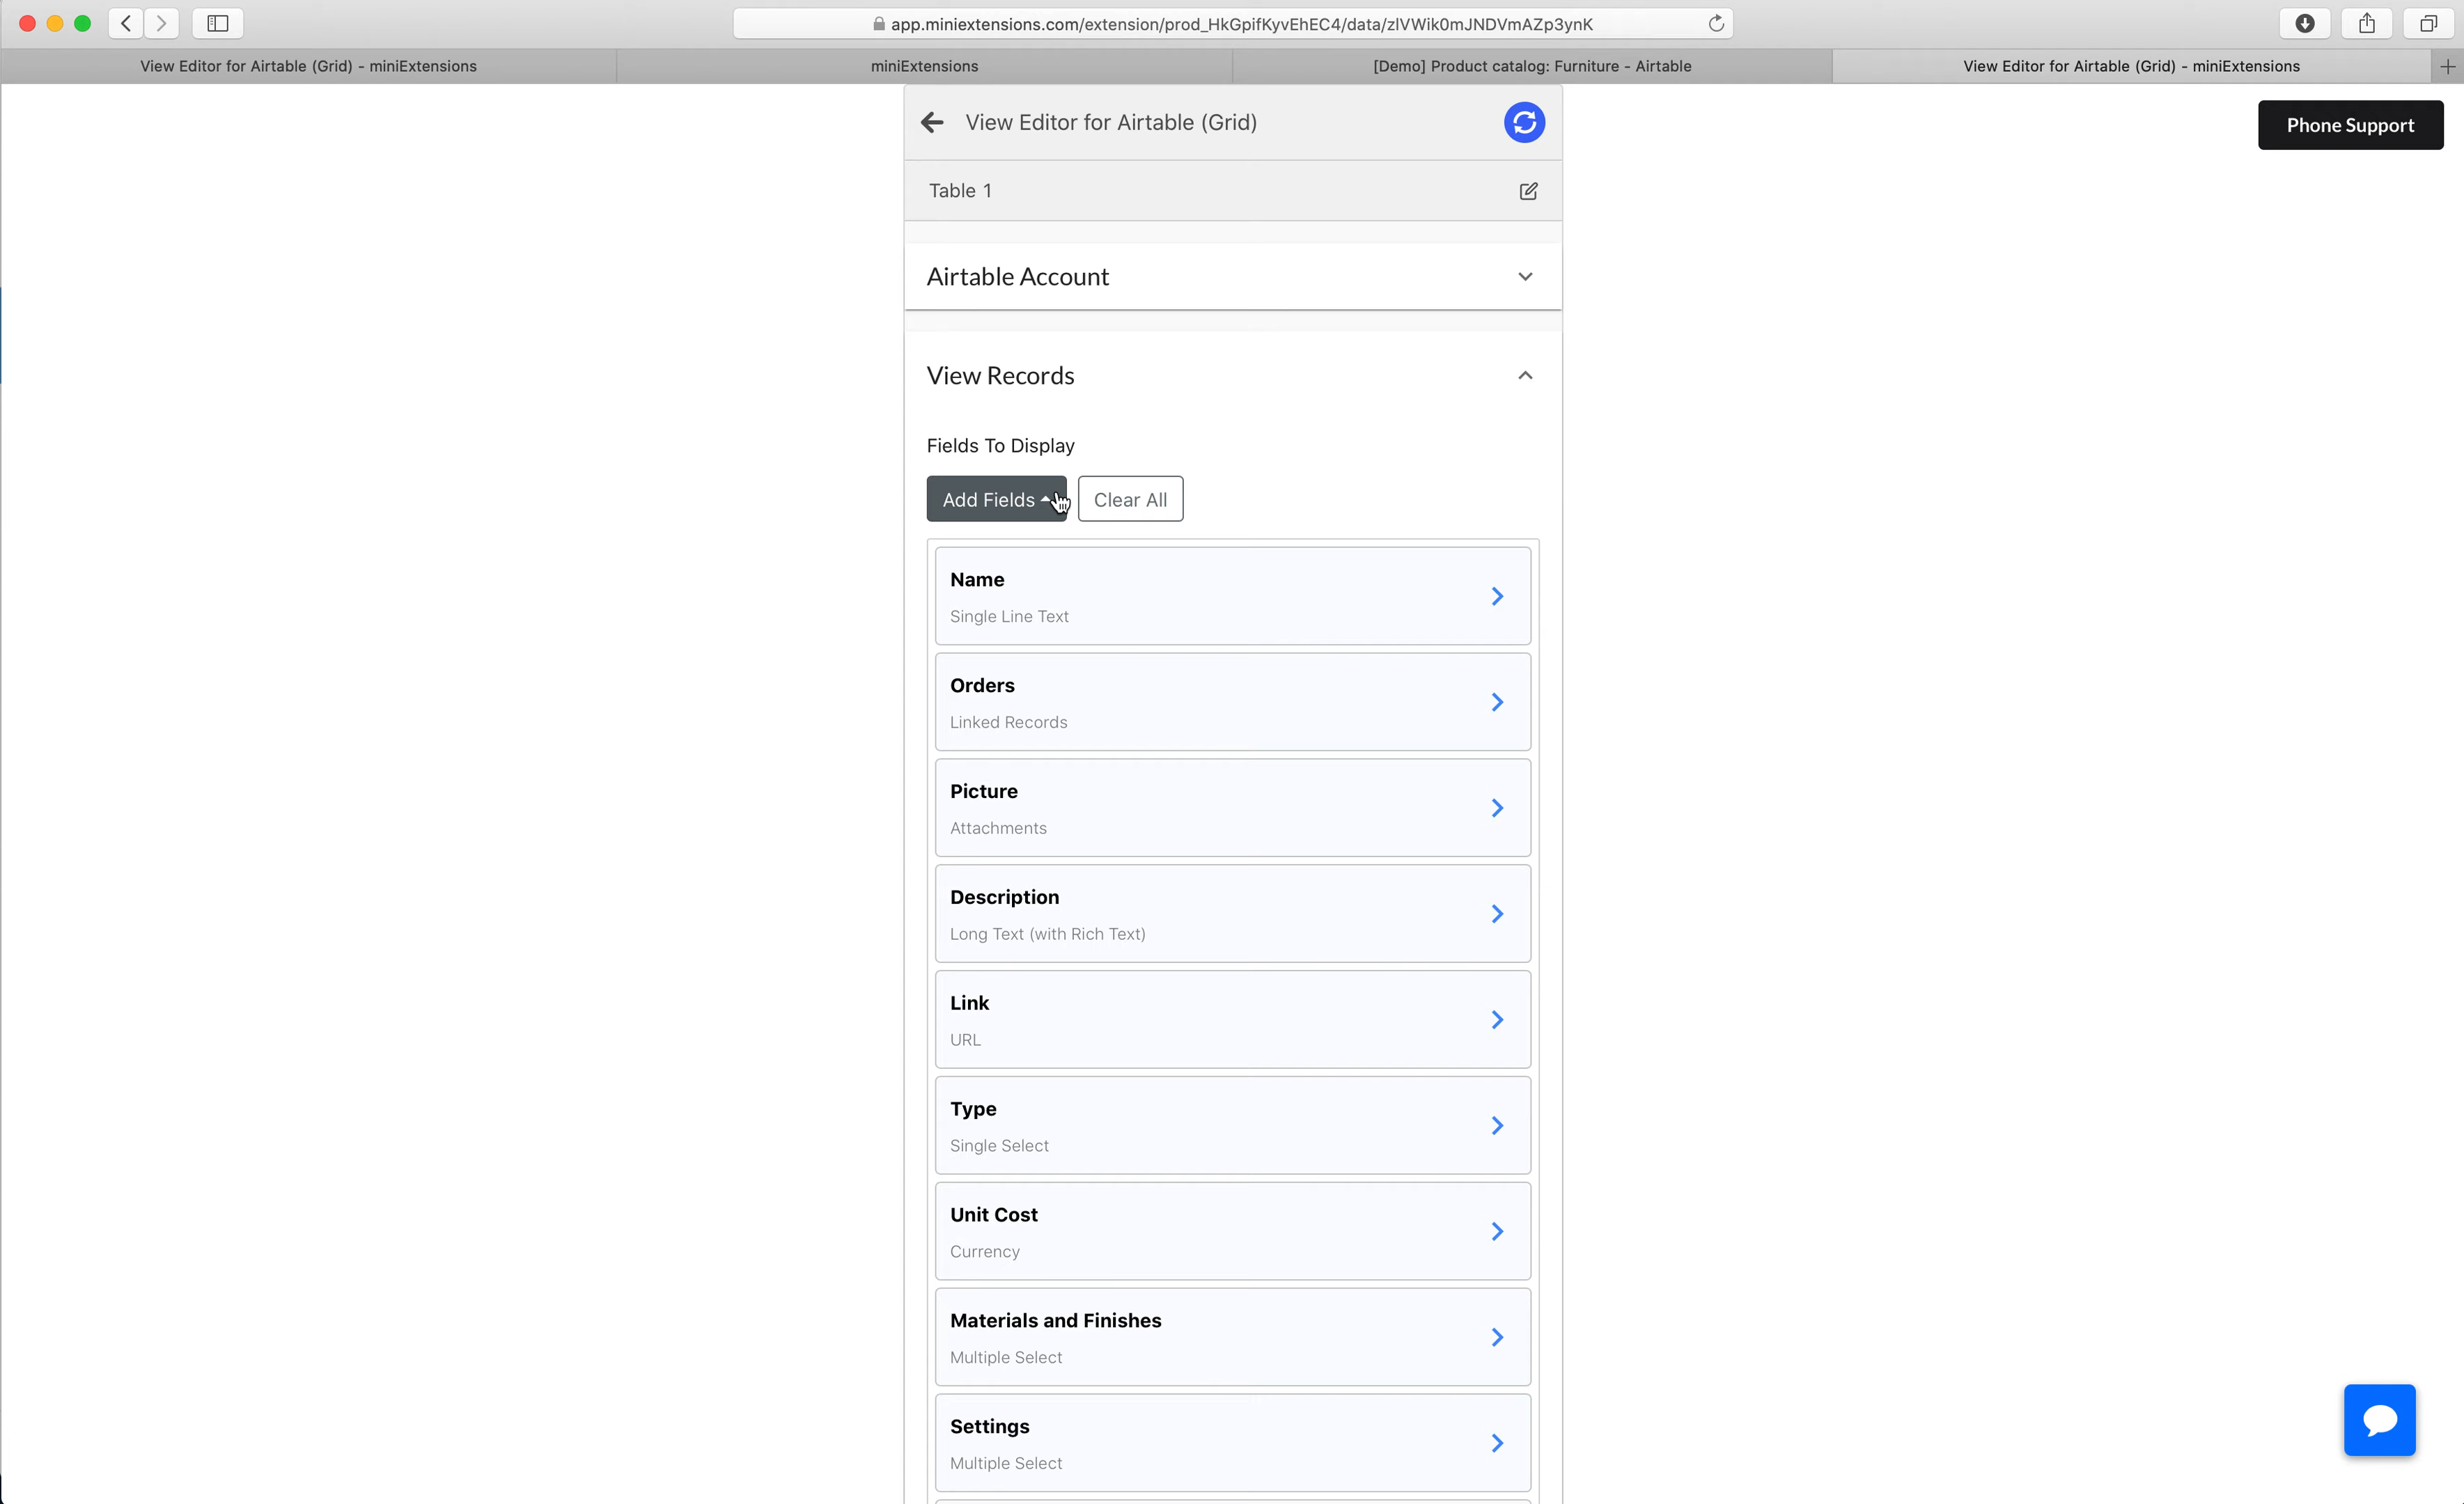 app.miniextensions.com/extension/prod_HkGpifKyvEhEC4/data/zlVWik0mJNDVmAZp3ynK
View Editor for Airtable (Grid) - miniExtensions
miniExtensions
[Demo] Product catalog: Furniture - Airtable
View Editor for Airtable (Grid) - miniExtensions
View Editor for Airtable (Grid)
Phone Support
Table 1
Airtable Account
View Records
Fields To Display
Add Fields
Clear All
Name
Single Line Text
Orders
Linked Records
Picture
Attachments
Description
Long Text (with Rich Text)
Link
URL
Type
Single Select
Unit Cost
Currency
Materials and Finishes
Multiple Select
Settings
Multiple Select